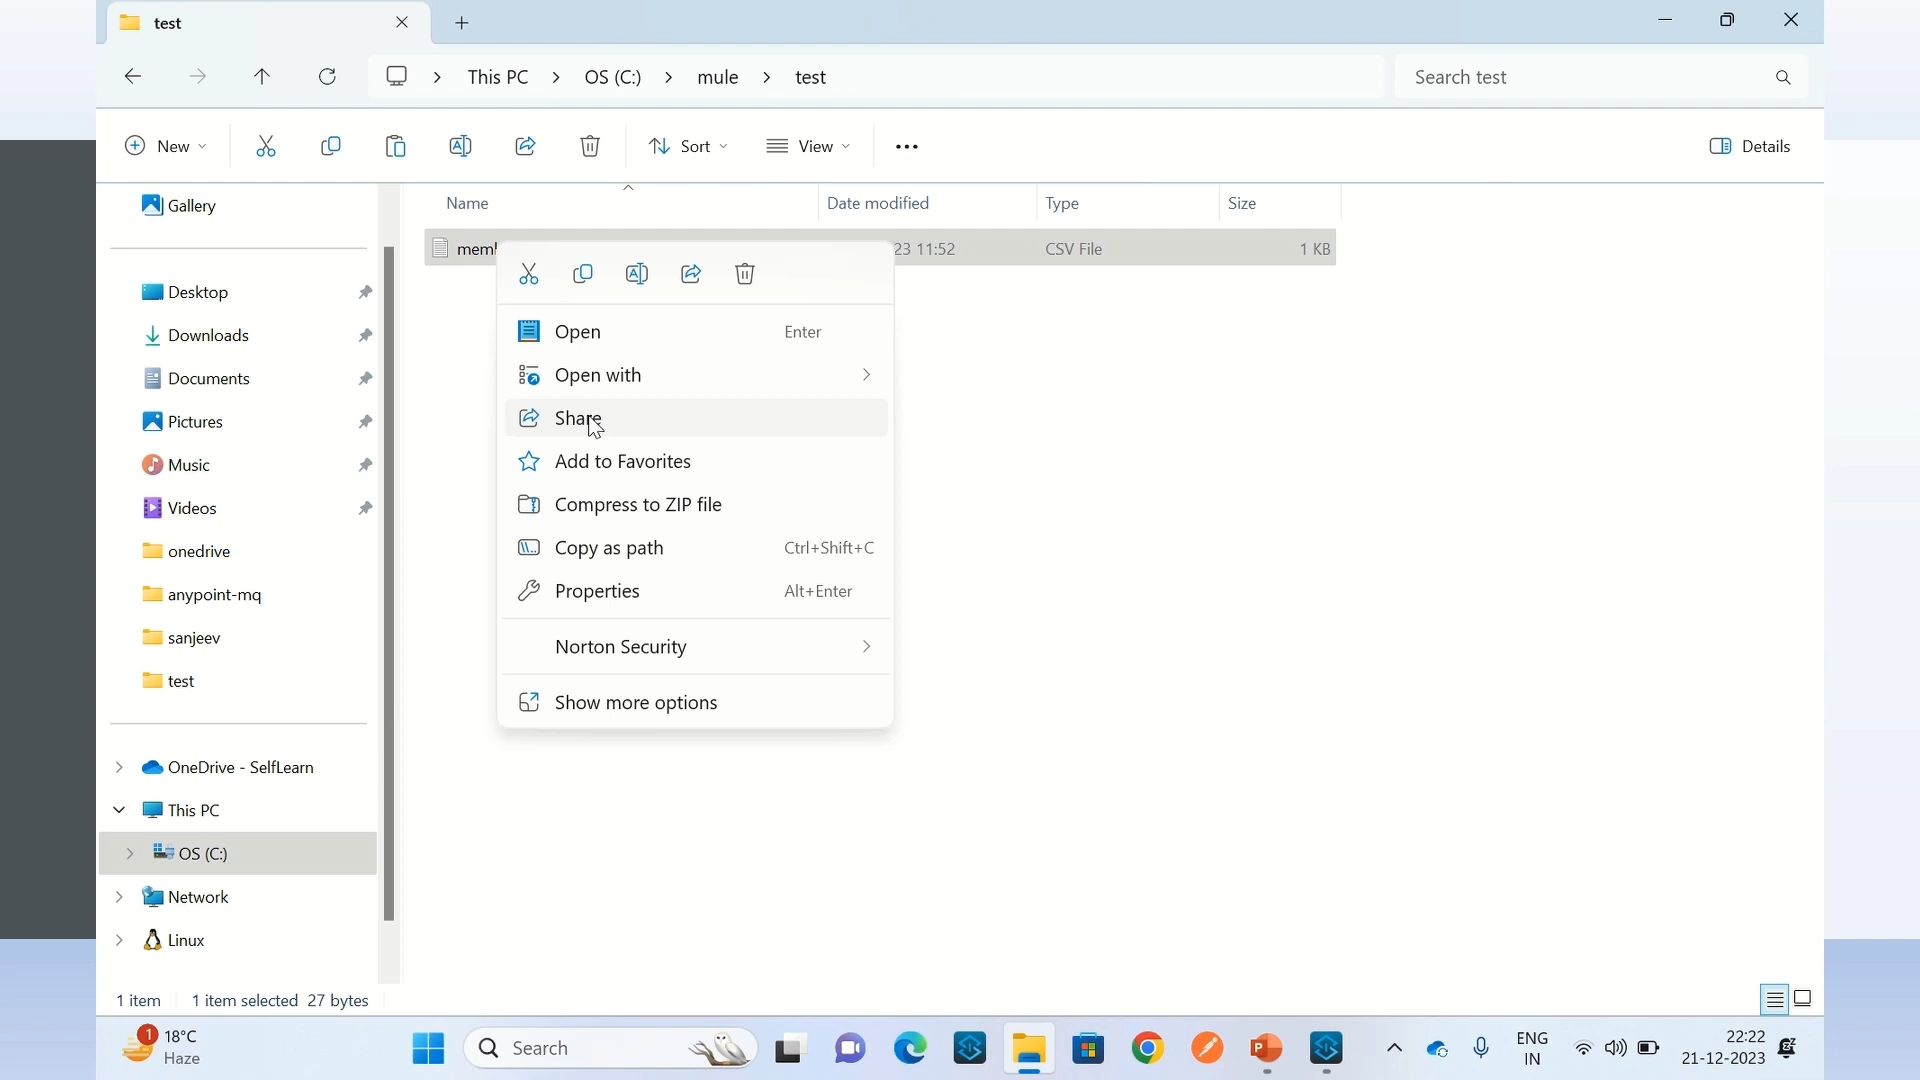 test
This PC > OS (C:) > mule > test
Search test
New
Sort
View
Details
Gallery
Desktop
Downloads
Documents
Pictures
Music
Videos
onedrive
anypoint-mq
sanjeev
test
OneDrive - SelfLearn
This PC
OS (C:)
Network
Linux
Name Date modified Type Size
23 11:52 CSV File 1 KB
Open Enter
Open with
Share
Add to Favorites
Compress to ZIP file
Copy as path Ctrl+Shift+C
Properties Alt+Enter
Norton Security
Show more options
1 item 1 item selected 27 bytes
1
18°C
Haze
Search
ENG
IN
22:22
21-12-2023